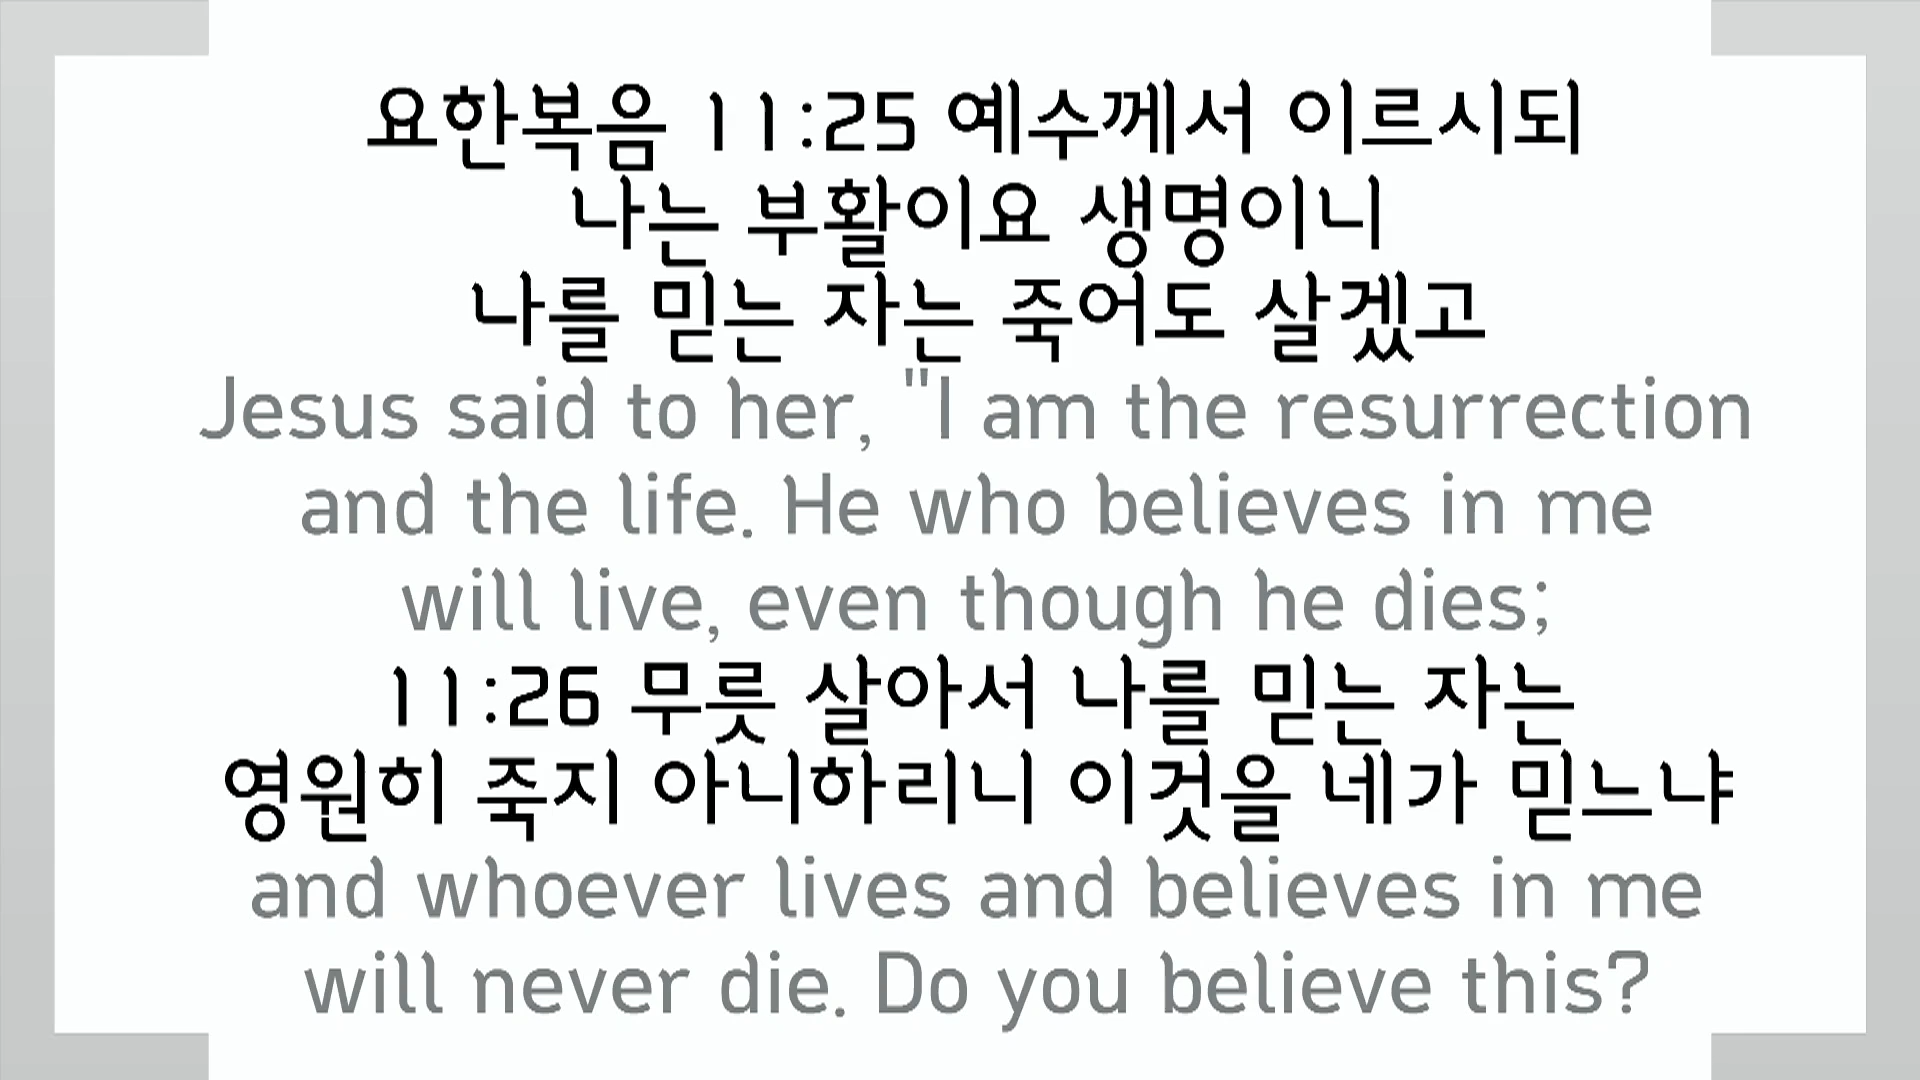 요한복음 11:25 예수께서 이르시되
나는 부활이요 생명이니
나를 믿는 자는 죽어도 살겠고
Jesus said to her, "I am the resurrection
and the life. He who believes in me
will live, even though he dies;
11:26 무릇 살아서 나를 믿는 자는
영원히 죽지 아니하리니 이것을 네가 믿느냐
and whoever lives and believes in me
will never die. Do you believe this?